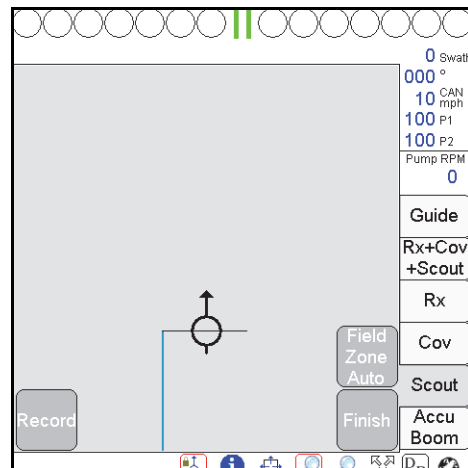 0 Swath
000 °
10 CAN mph
100 P1
100 P2
Pump RPM
0
Guide
Rx+Cov
+Scout
Rx
Cov
Field
Zone
Auto
Scout
Record
Finish
Accu
Boom